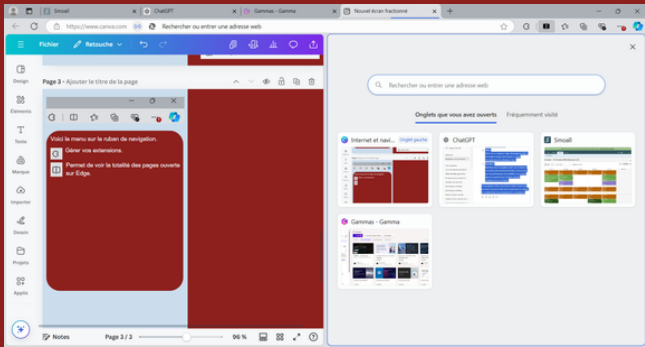 Smoall
ChatGPT
Gammas - Gamma
Nouvel écran fractionné
https://www.canva.com
Rechercher ou entrer une adresse web
Fichier
Retouche
Page 3 - Ajouter le titre de la page
Design
Éléments
Texte
Marque
Importer
Dessin
Projets
Applis
Voici le menu sur le ruban de navigation.
Gérer vos extensions.
Permet de voir la totalité des pages ouverte
sur Edge.
Notes
Page 3 / 3
96 %
Rechercher ou entrer une adresse web
Onglets que vous avez ouverts
Fréquemment visité
Internet et navi...
Onglet gauche
ChatGPT
Smoall
Gammas - Gamma